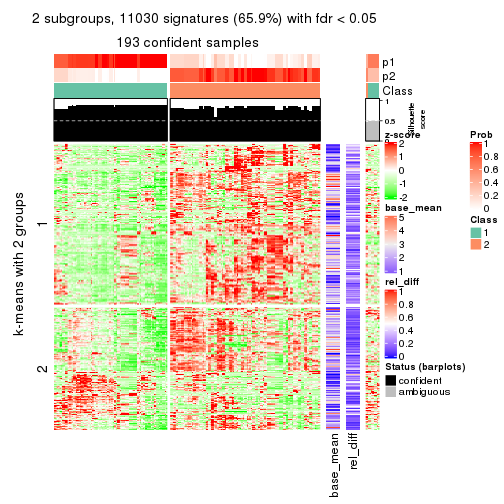 2 subgroups, 11030 signatures (65.9%) with fdr < 0.05
193 confident samples
p1
p2
Class
1
0.5
0
Silhouette
score
k-means with 2 groups
1
2
base_mean
rel_diff
z-score
2
1
0
-1
-2
base_mean
5
4
3
2
1
rel_diff
1
0.8
0.6
0.4
0.2
0
Status (barplots)
confident
ambiguous
Prob
1
0.8
0.6
0.4
0.2
0
Class
1
2